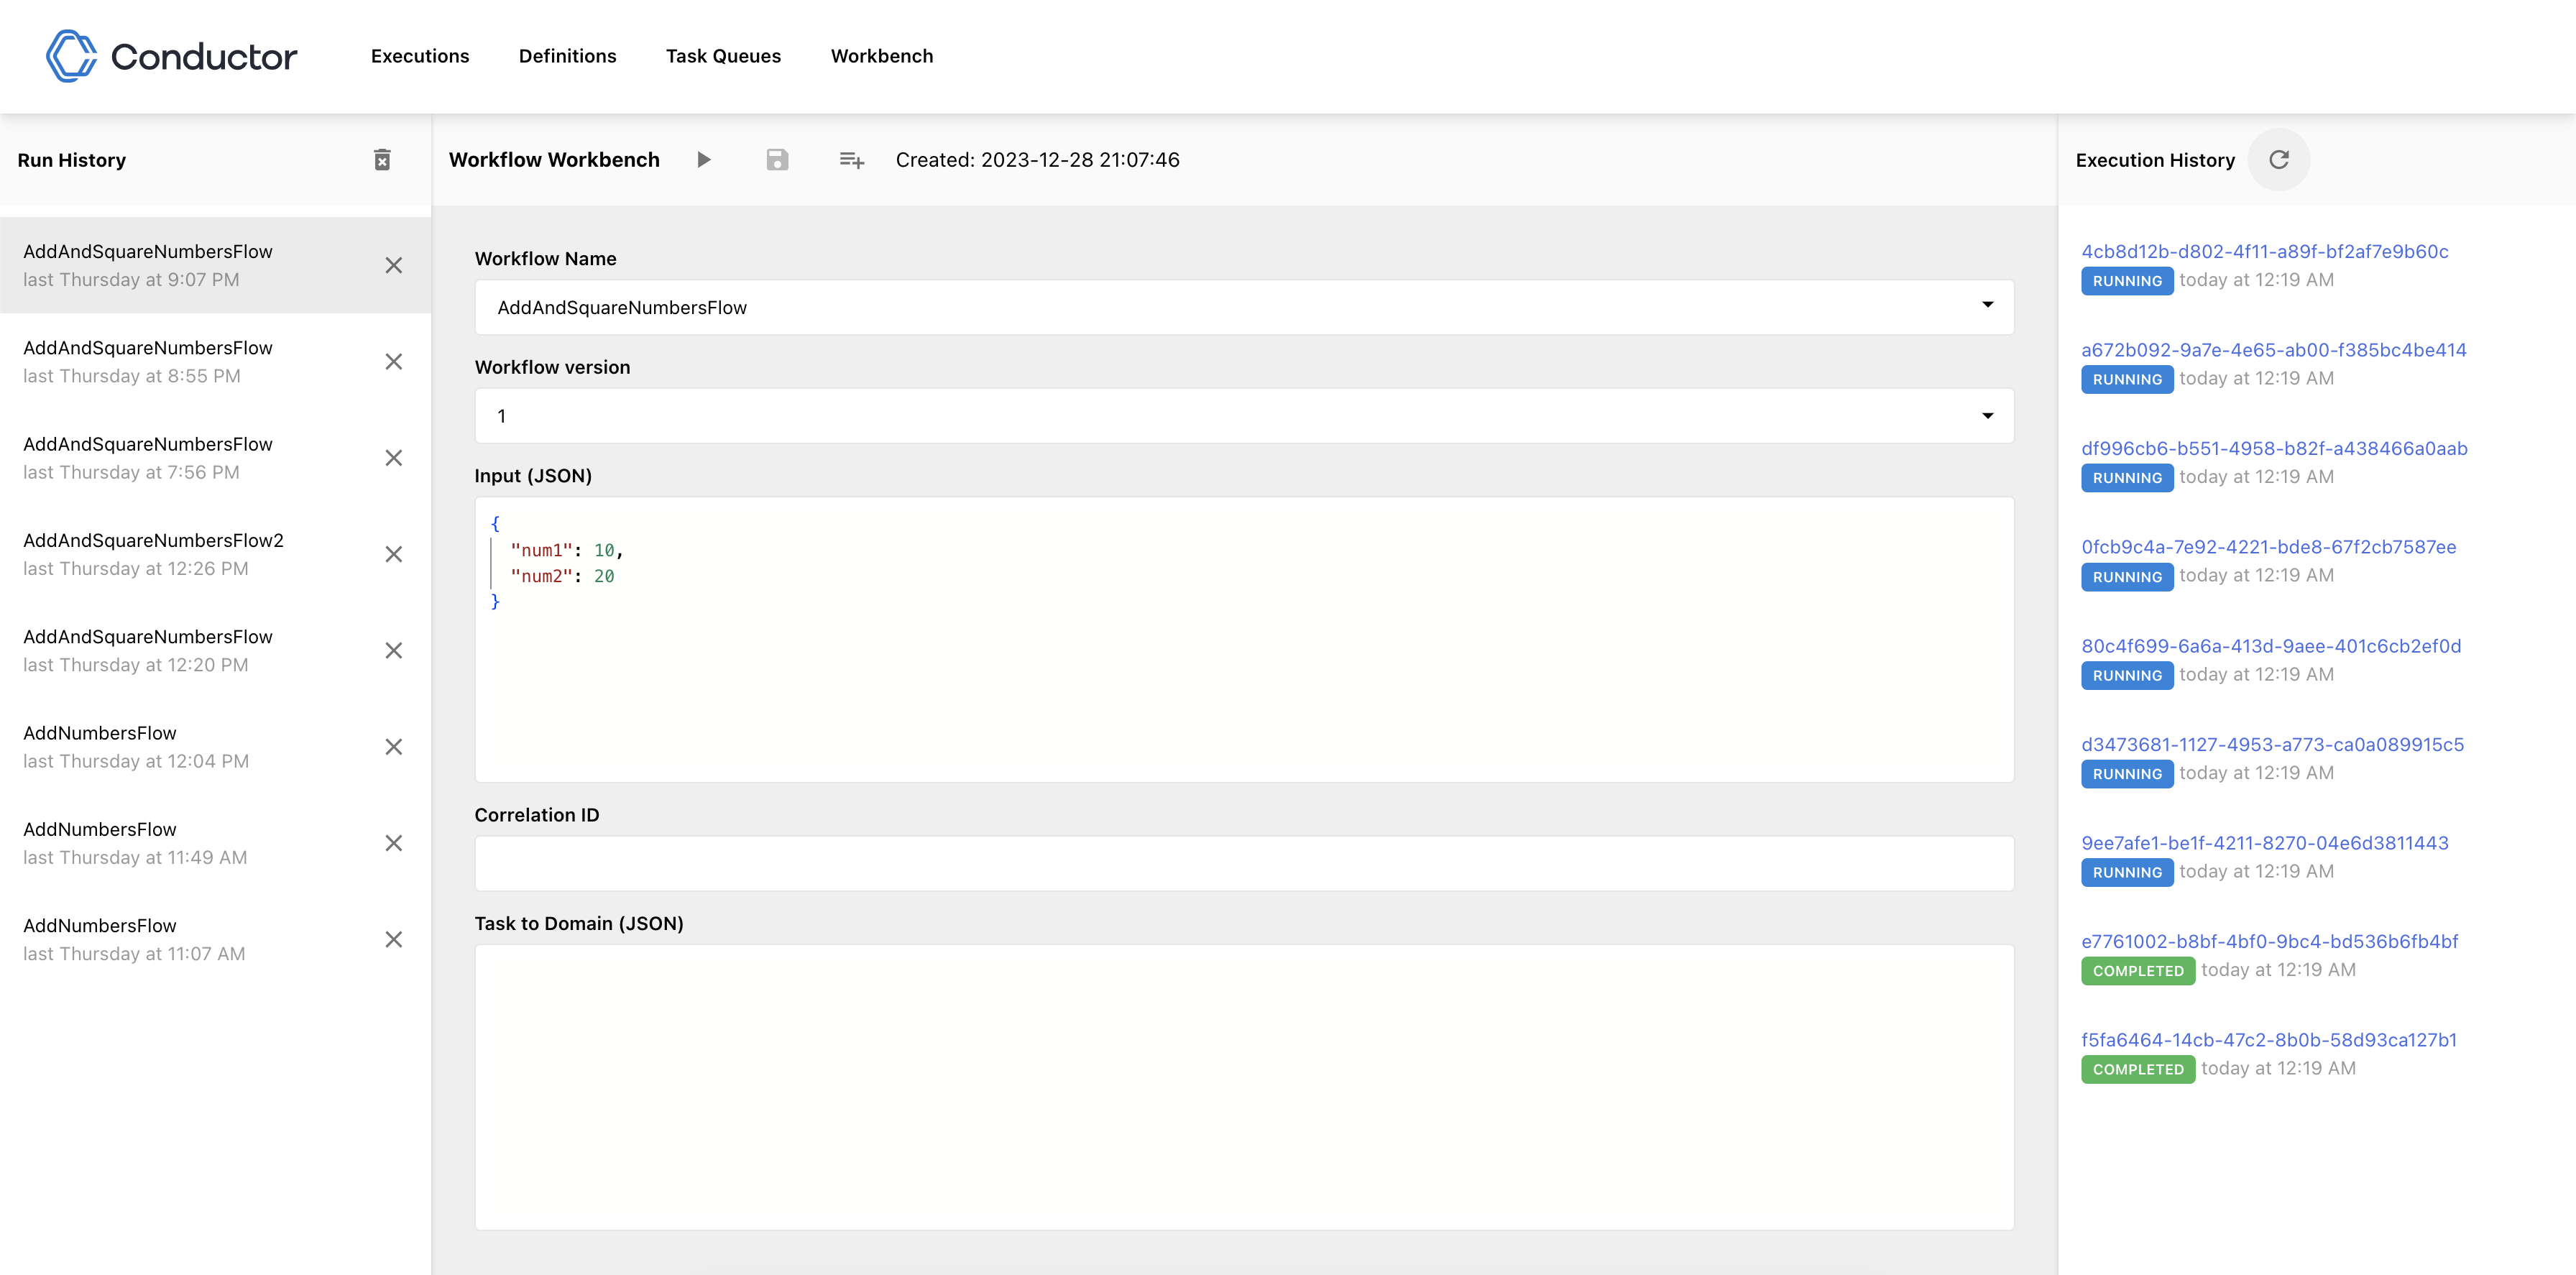 Conductor
Executions Definitions Task Queues Workbench
Run History
AddAndSquareNumbersFlow
last Thursday at 9:07 PM
AddAndSquareNumbersFlow
last Thursday at 8:55 PM
AddAndSquareNumbersFlow
last Thursday at 7:56 PM
AddAndSquareNumbersFlow2
last Thursday at 12:26 PM
AddAndSquareNumbersFlow
last Thursday at 12:20 PM
AddNumbersFlow
last Thursday at 12:04 PM
AddNumbersFlow
last Thursday at 11:49 AM
AddNumbersFlow
last Thursday at 11:07 AM
Workflow Workbench Created: 2023-12-28 21:07:46
Workflow Name
AddAndSquareNumbersFlow
Workflow version
1
Input (JSON)
{
"num1": 10,
"num2": 20
}
Correlation ID
Task to Domain (JSON)
Execution History
4cb8d12b-d802-4f11-a89f-bf2af7e9b60c
RUNNING today at 12:19 AM
a672b092-9a7e-4e65-ab00-f385bc4be414
RUNNING today at 12:19 AM
df996cb6-b551-4958-b82f-a438466a0aab
RUNNING today at 12:19 AM
0fcb9c4a-7e92-4221-bde8-67f2cb7587ee
RUNNING today at 12:19 AM
80c4f699-6a6a-413d-9aee-401c6cb2ef0d
RUNNING today at 12:19 AM
d3473681-1127-4953-a773-ca0a089915c5
RUNNING today at 12:19 AM
9ee7afe1-be1f-4211-8270-04e6d3811443
RUNNING today at 12:19 AM
e7761002-b8bf-4bf0-9bc4-bd536b6fb4bf
COMPLETED today at 12:19 AM
f5fa6464-14cb-47c2-8b0b-58d93ca127b1
COMPLETED today at 12:19 AM